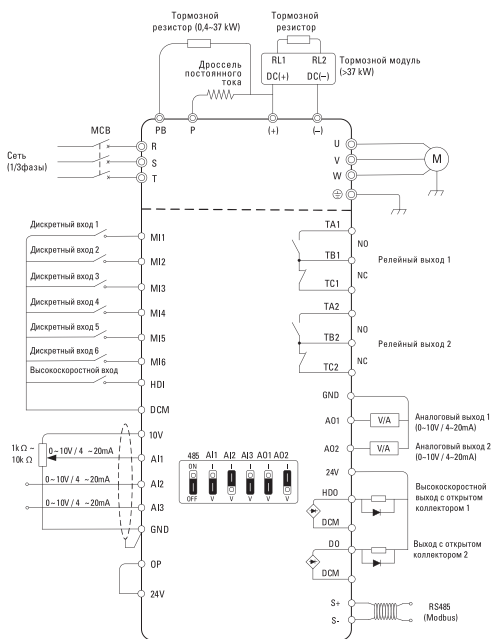 Тормозной
резистор (0,4~37 kW)
Тормозной
резистор
RL1 RL2
DC(+) DC(−)
Тормозной модуль
(>37 kW)
Дроссель
постоянного
тока
PB P (+) (−)
MCB
Сеть
(1/3фазы)
R
S
T
U
V
W
M
Дискретный вход 1
MI1
Дискретный вход 2
MI2
Дискретный вход 3
MI3
Дискретный вход 4
MI4
Дискретный вход 5
MI5
Дискретный вход 6
MI6
Высокоскоростной вход
HDI
DCM
TA1
NO
TB1
Релейный выход 1
NC
TC1
TA2
NO
TB2
Релейный выход 2
NC
TC2
GND
AO1
V/A
Аналоговый выход 1
(0~10V / 4~20mA)
AO2
V/A
Аналоговый выход 2
(0~10V / 4~20mA)
10V
1k Ω ~
10k Ω
0~10V / 4 ~20mA
AI1
0~10V / 4 ~20mA
AI2
0~10V / 4 ~20mA
AI3
GND
OP
24V
485 AI1 AI2 AI3 AO1 AO2
ON I I I I I
OFF V V V V V
24V
HDO
DCM
Высокоскоростной
выход с открытом
коллектором 1
DO
DCM
Выход с открытом
коллектором 2
S+
S-
RS485
(Modbus)